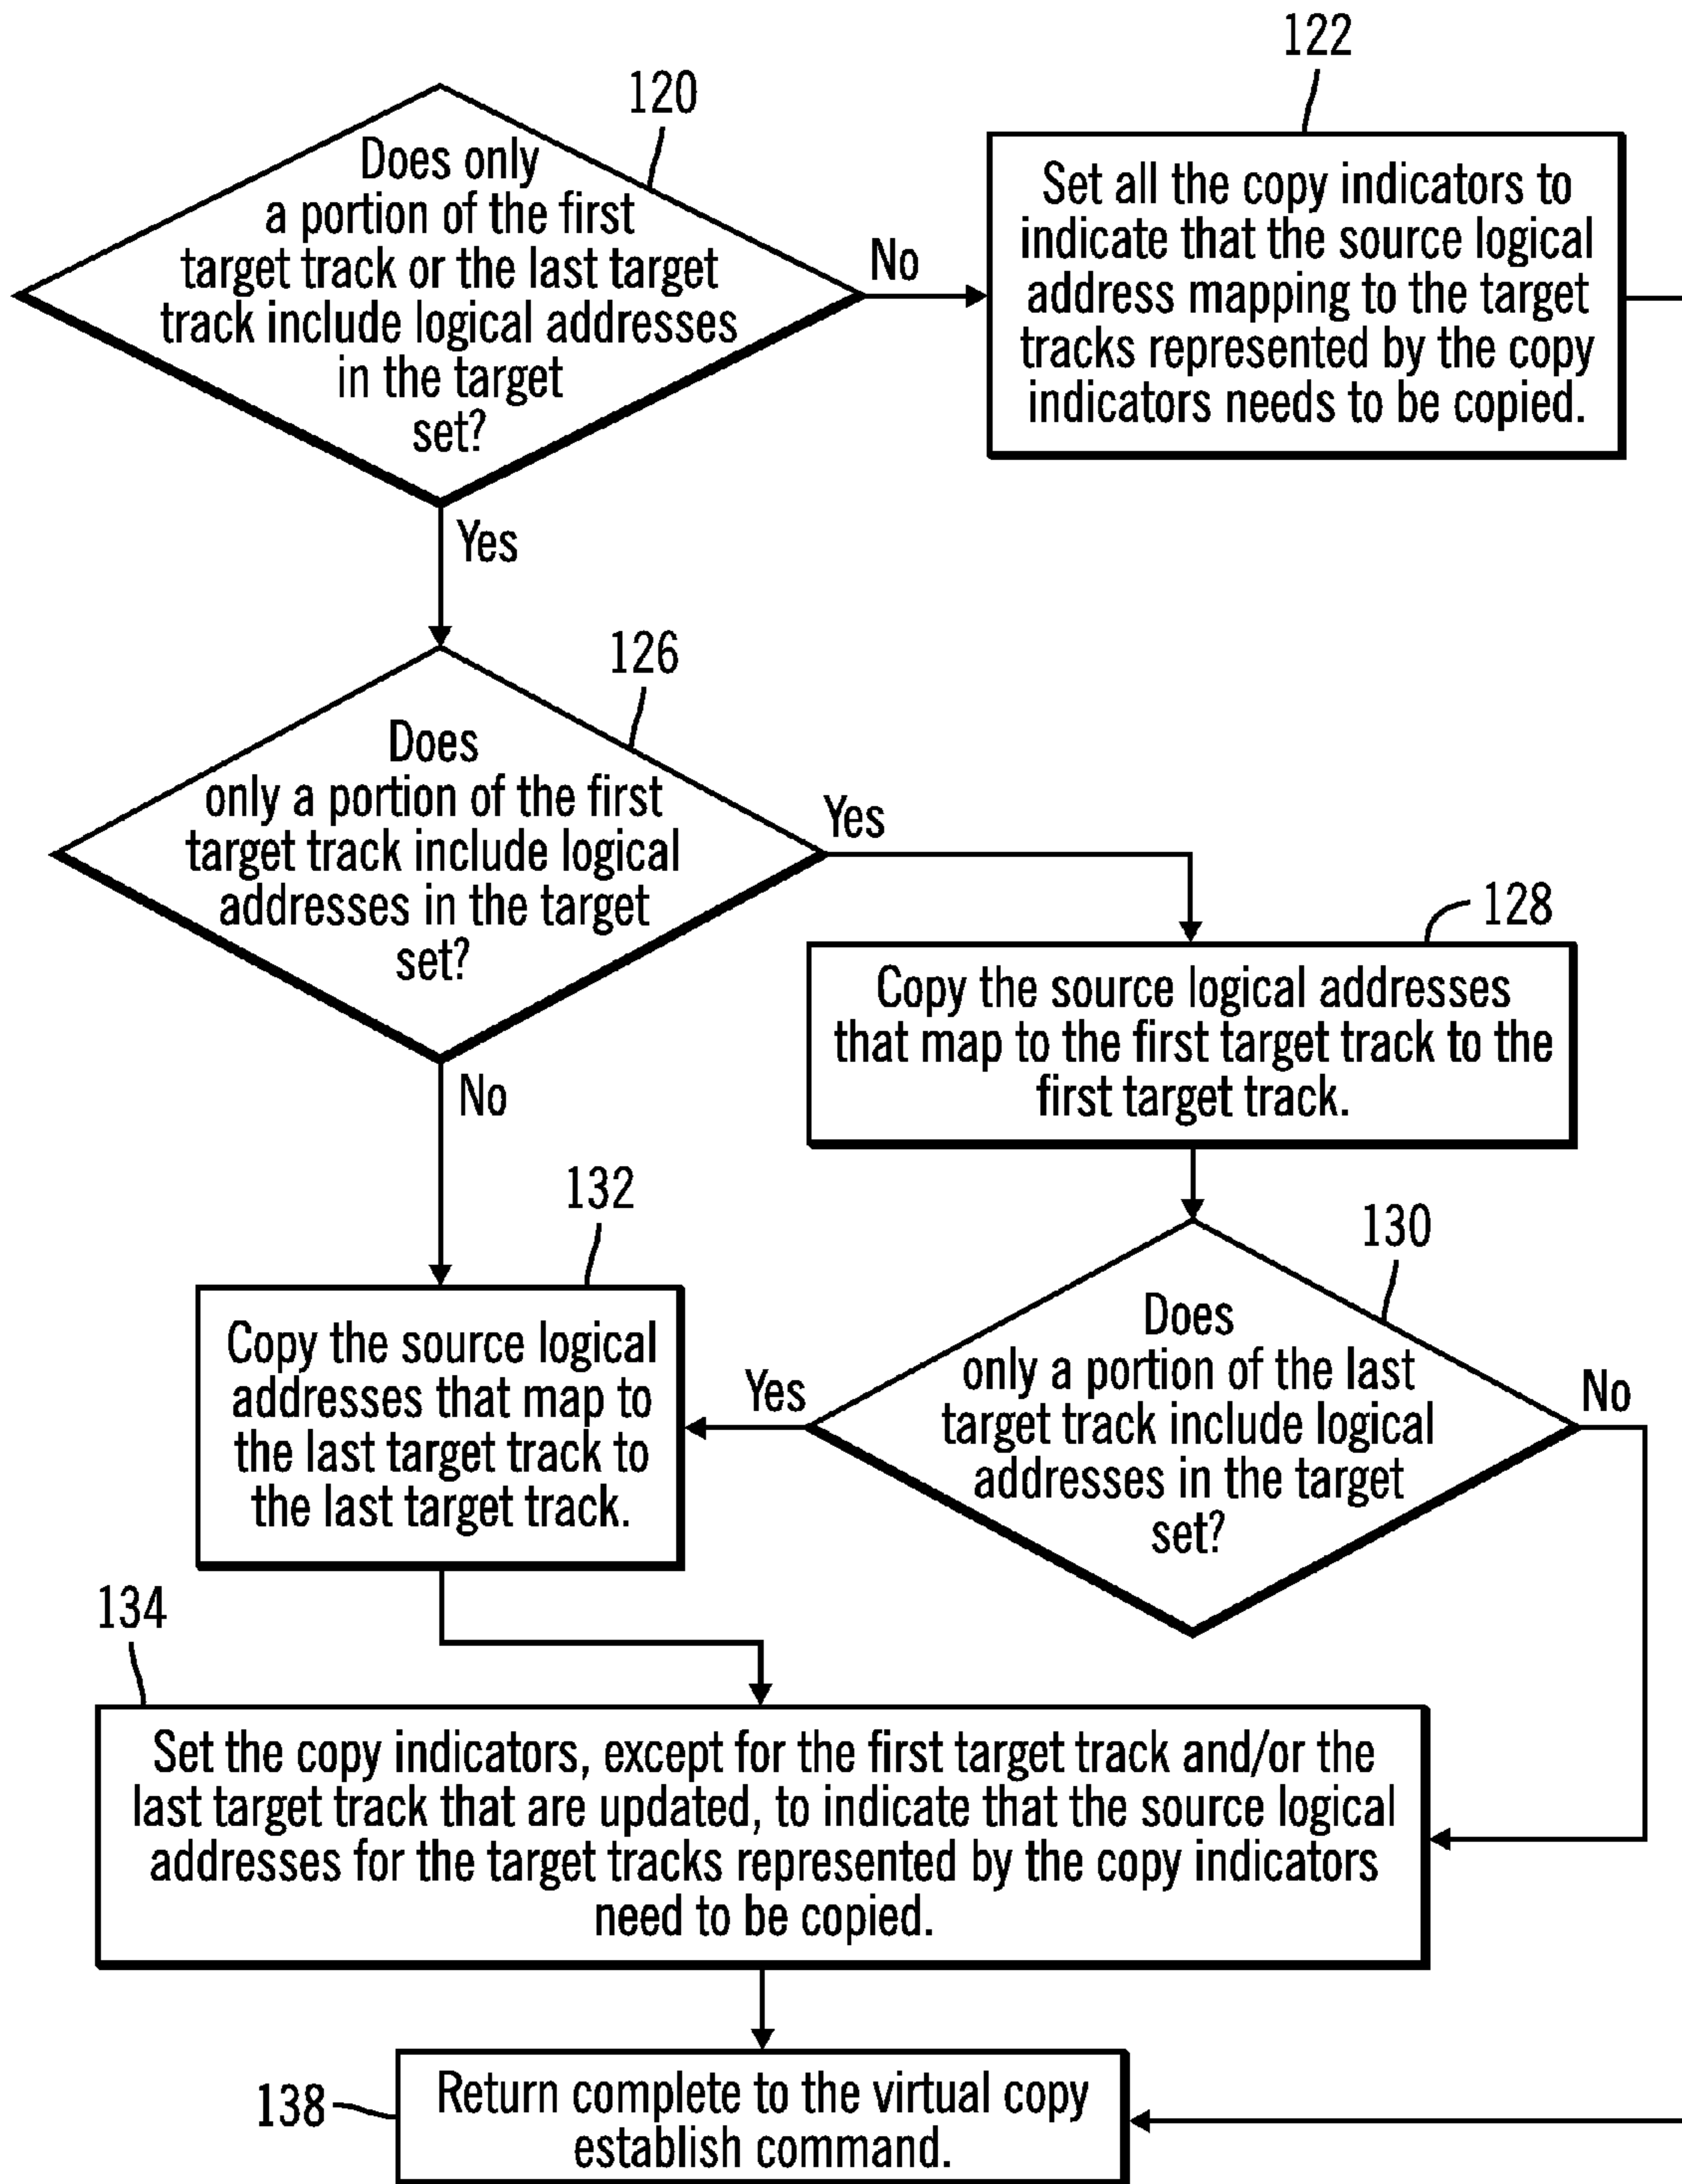 122
120
Does only
a portion of the first
target track or the last target
track include logical addresses
in the target
set?
No
Set all the copy indicators to
indicate that the source logical
address mapping to the target
tracks represented by the copy
indicators needs to be copied.
Yes
126
Does
only a portion of the first
target track include logical
addresses in the target
set?
Yes
128
Copy the source logical addresses
that map to the first target track to the
first target track.
No
132
130
Copy the source logical
addresses that map to
the last target track to
the last target track.
Yes
Does
only a portion of the last
target track include logical
addresses in the target
set?
No
134
Set the copy indicators, except for the first target track and/or the
last target track that are updated, to indicate that the source logical
addresses for the target tracks represented by the copy indicators
need to be copied.
138
Return complete to the virtual copy
establish command.